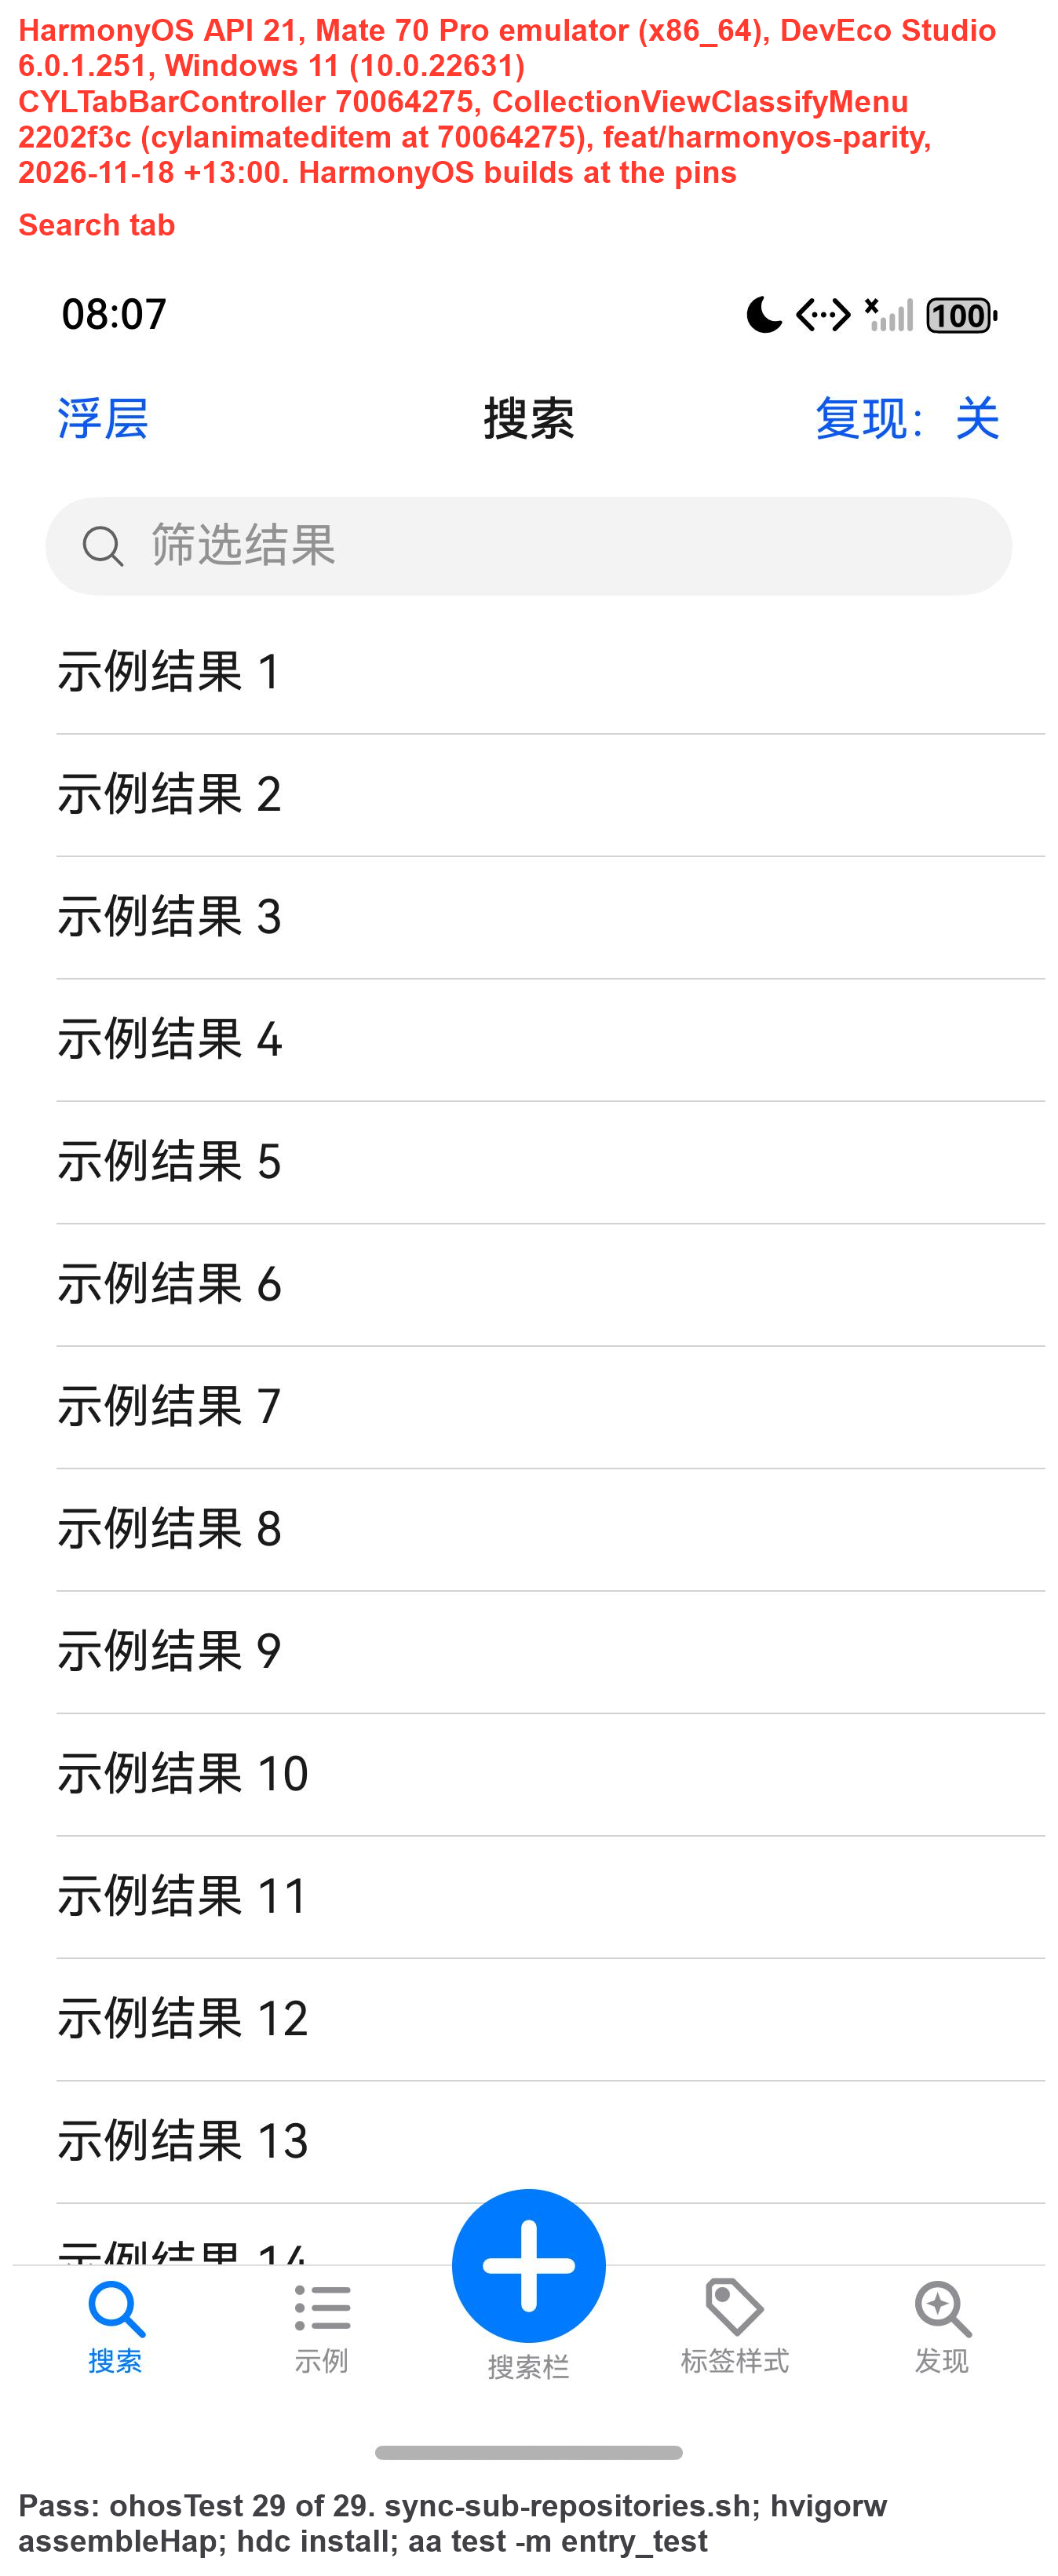 HarmonyOS API 21, Mate 70 Pro emulator (x86_64), DevEco Studio
6.0.1.251, Windows 11 (10.0.22631)
CYLTabBarController 70064275, CollectionViewClassifyMenu
2202f3c (cylanimateditem at 70064275), feat/harmonyos-parity,
2026-11-18 +13:00. HarmonyOS builds at the pins
Search tab
08:07 100
浮层 搜索 复现：关
筛选结果
示例结果 1
示例结果 2
示例结果 3
示例结果 4
示例结果 5
示例结果 6
示例结果 7
示例结果 8
示例结果 9
示例结果 10
示例结果 11
示例结果 12
示例结果 13
示例结果 14
搜索 示例 搜索栏 标签样式 发现
Pass: ohosTest 29 of 29. sync-sub-repositories.sh; hvigorw
assembleHap; hdc install; aa test -m entry_test